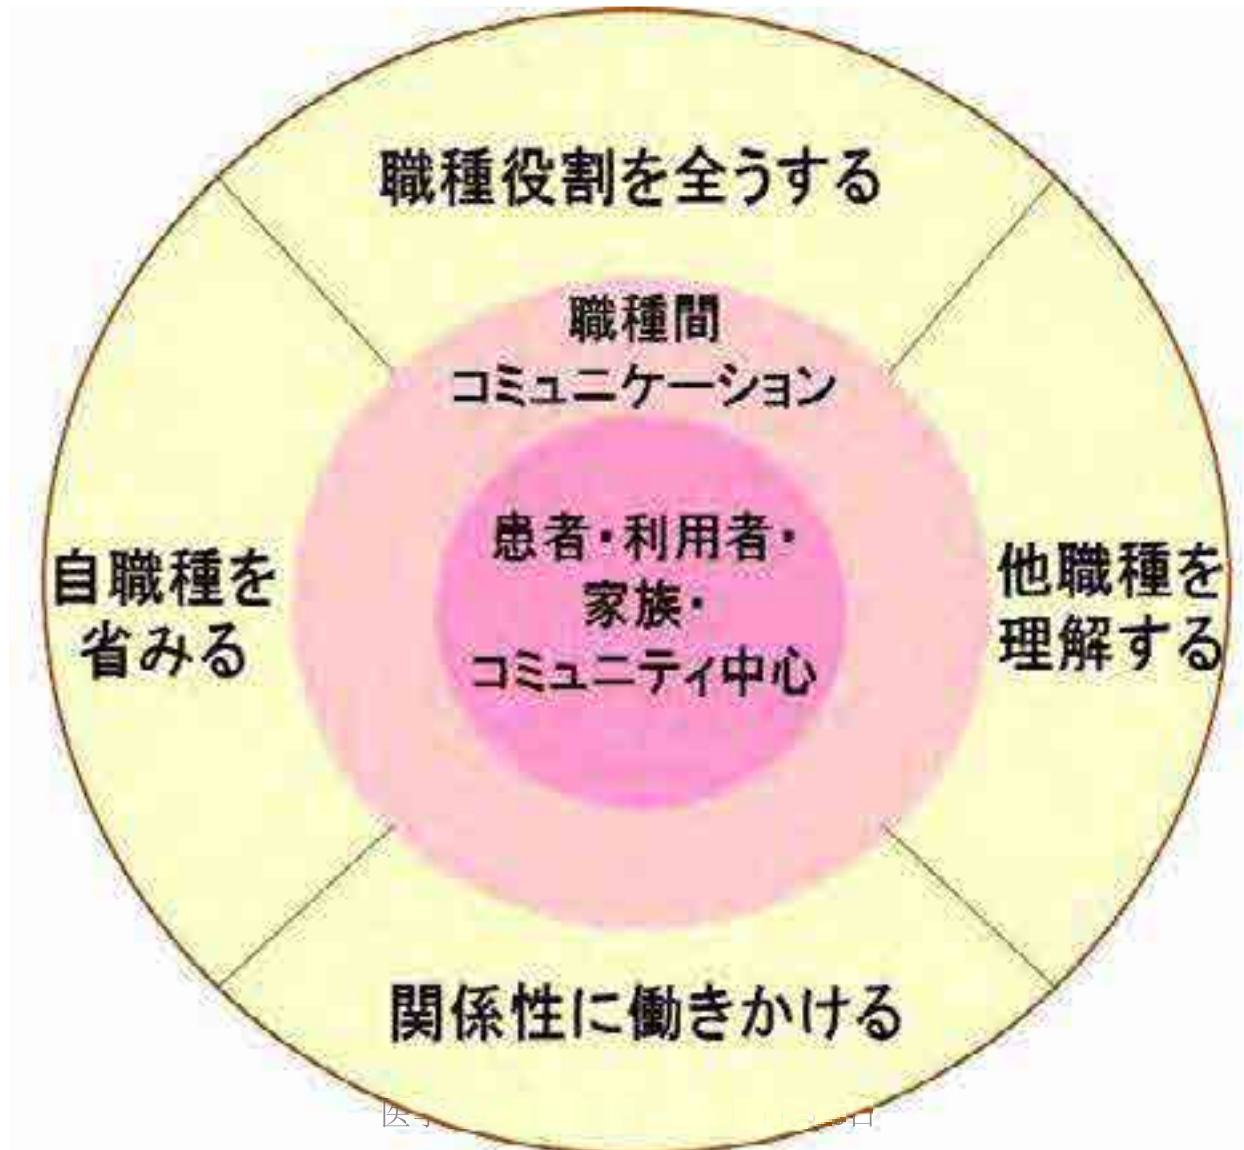 職種役割を全うする
職種間
コミュニケーション
患者・利用者・
家族・
コミュニティ中心
自職種を
省みる
他職種を
理解する
関係性に働きかける